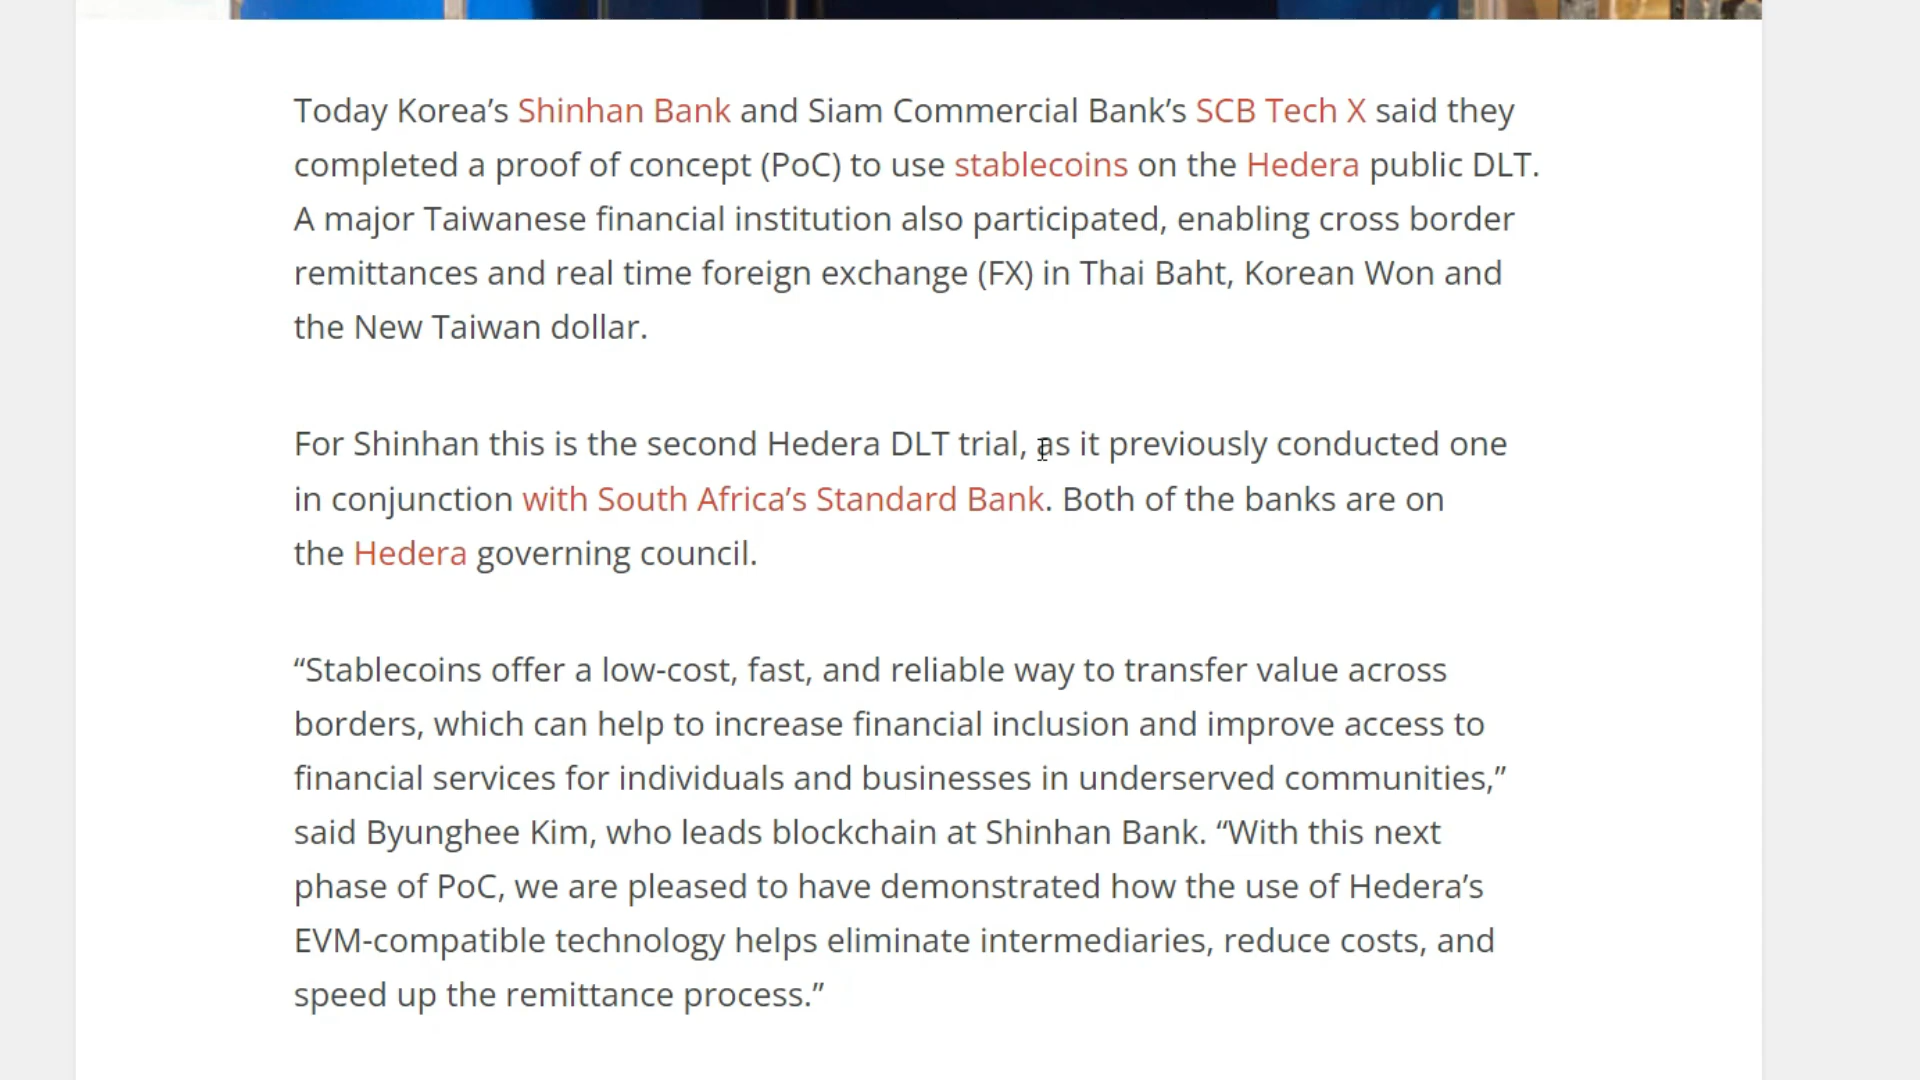 Today Korea’s Shinhan Bank and Siam Commercial Bank’s SCB Tech X said they
completed a proof of concept (PoC) to use stablecoins on the Hedera public DLT.
A major Taiwanese financial institution also participated, enabling cross border
remittances and real time foreign exchange (FX) in Thai Baht, Korean Won and
the New Taiwan dollar.
For Shinhan this is the second Hedera DLT trial, as it previously conducted one
in conjunction with South Africa’s Standard Bank. Both of the banks are on
the Hedera governing council.
“Stablecoins offer a low-cost, fast, and reliable way to transfer value across
borders, which can help to increase financial inclusion and improve access to
financial services for individuals and businesses in underserved communities,”
said Byunghee Kim, who leads blockchain at Shinhan Bank. “With this next
phase of PoC, we are pleased to have demonstrated how the use of Hedera’s
EVM-compatible technology helps eliminate intermediaries, reduce costs, and
speed up the remittance process.”